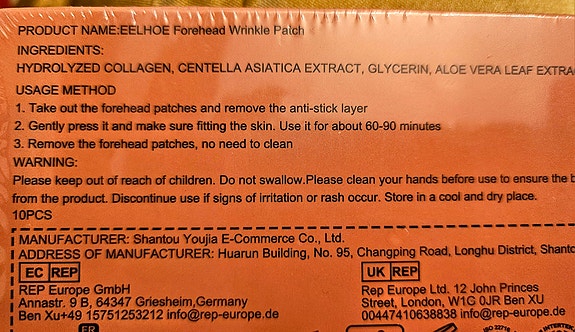 PRODUCT NAME:EELHOE Forehead Wrinkle Patch
INGREDIENTS:
HYDROLYZED COLLAGEN, CENTELLA ASIATICA EXTRACT, GLYCERIN, ALOE VERA LEAF EXTRA
USAGE METHOD
1. Take out the forehead patches and remove the anti-stick layer
2. Gently press it and make sure fitting the skin. Use it for about 60-90 minutes
3. Remove the forehead patches, no need to clean
WARNING:
Please keep out of reach of children. Do not swallow.Please clean your hands before use to ensure the b
from the product. Discontinue use if signs of irritation or rash occur. Store in a cool and dry place.
10PCS
MANUFACTURER: Shantou Youjia E-Commerce Co., Ltd.
ADDRESS OF MANUFACTURER: Huarun Building, No. 95, Changping Road, Longhu District, Shanto
EC REP
REP Europe GmbH
Annastr. 9 B, 64347 Griesheim,Germany
Ben Xu+49 15751253212 info@rep-europe.de
UK REP
Rep Europe Ltd. 12 John Princes
Street, London, W1G 0JR Ben XU
00447410638838 info@rep-europe.de
FR
ISO 22716